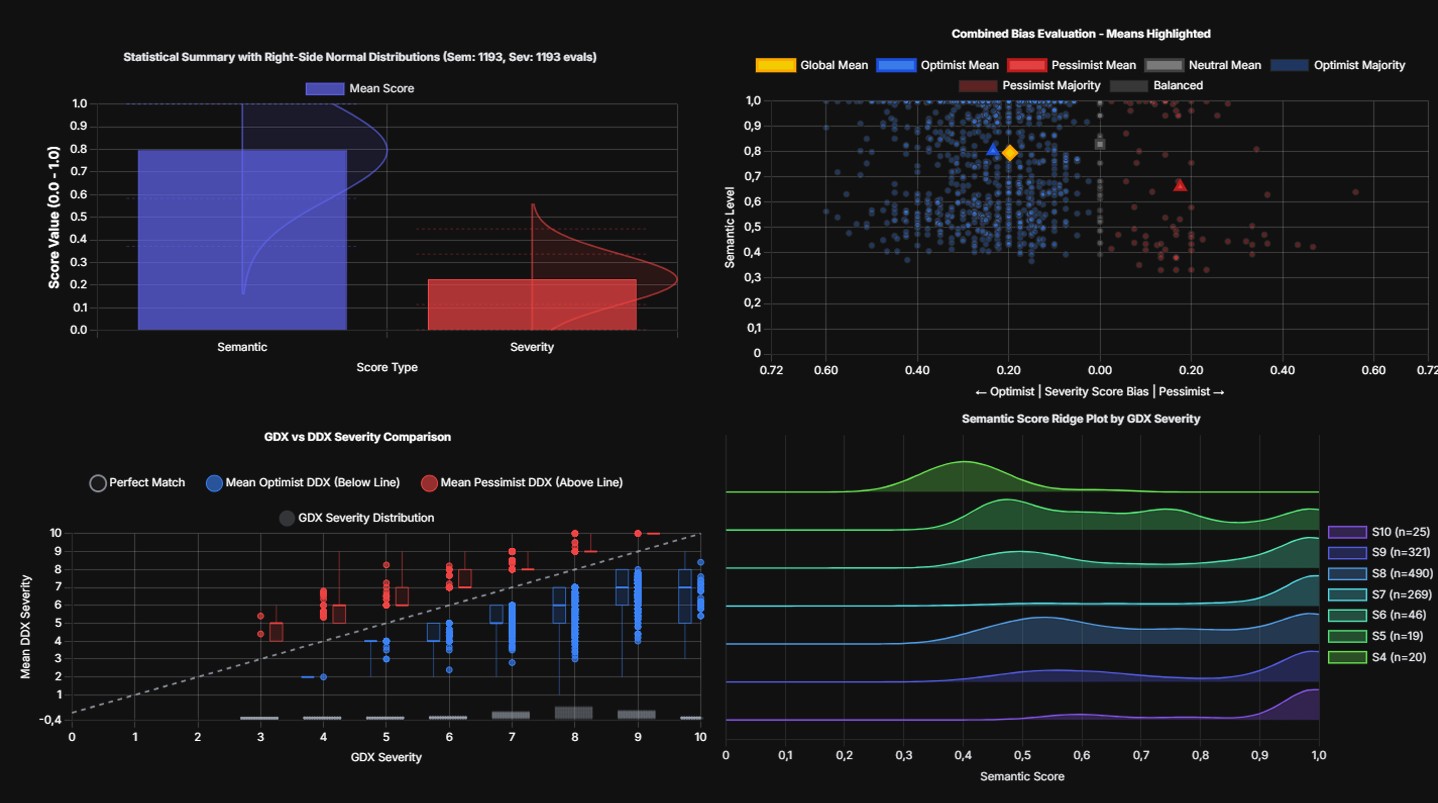 Statistical Summary with Right-Side Normal Distributions (Sem: 1193, Sev: 1193 evals)
Mean Score
Score Value (0.0 - 1.0)
1.0
0.9
0.8
0.7
0.6
0.5
0.4
0.3
0.2
0.1
0.0
Semantic Severity
Score Type
Combined Bias Evaluation - Means Highlighted
Global Mean Optimist Mean Pessimist Mean Neutral Mean Optimist Majority
Pessimist Majority Balanced
Semantic Level
1,0
0,9
0,8
0,7
0,6
0,5
0,4
0,3
0,2
0,1
0
0.72 0.60 0.40 0.20 0.00 0.20 0.40 0.60 0.72
← Optimist | Severity Score Bias | Pessimist →
GDX vs DDX Severity Comparison
Perfect Match Mean Optimist DDX (Below Line) Mean Pessimist DDX (Above Line)
GDX Severity Distribution
Mean DDX Severity
10
9
8
7
6
5
4
3
2
1
-0,4
0 1 2 3 4 5 6 7 8 9 10
GDX Severity
Semantic Score Ridge Plot by GDX Severity
S10 (n=25)
S9 (n=321)
S8 (n=490)
S7 (n=269)
S6 (n=46)
S5 (n=19)
S4 (n=20)
0 0,1 0,2 0,3 0,4 0,5 0,6 0,7 0,8 0,9 1,0
Semantic Score